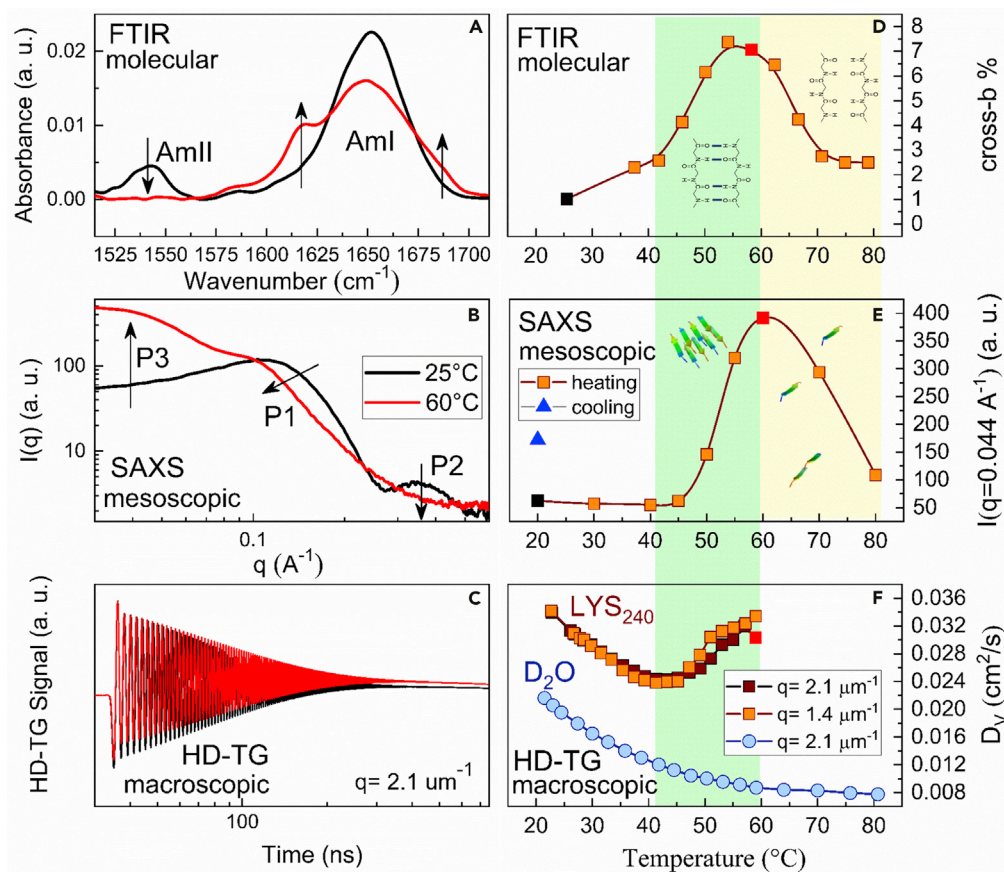 A
FTIR
molecular
AmII
AmI
0.02
0.01
0.00
Absorbance (a. u.)
1525 1550 1575 1600 1625 1650 1675 1700
Wavenumber (cm⁻¹)
D
FTIR
molecular
8
7
6
5
4
3
2
1
0
cross-b %
20 30 40 50 60 70 80
B
P3
P1
P2
25°C
60°C
SAXS
mesoscopic
100
10
I(q) (a. u.)
0.1
q (A⁻¹)
E
SAXS
mesoscopic
heating
cooling
400
350
300
250
200
150
100
50
I(q=0.044 A⁻¹) (a. u.)
20 30 40 50 60 70 80
C
HD-TG
macroscopic
q= 2.1 um⁻¹
HD-TG Signal (a. u.)
100
Time (ns)
F
LYS₂₄₀
D₂O
q= 2.1 μm⁻¹
q= 1.4 μm⁻¹
q= 2.1 μm⁻¹
HD-TG
macroscopic
0.036
0.032
0.028
0.024
0.020
0.016
0.012
0.008
Dᵥ (cm²/s)
20 30 40 50 60 70 80
Temperature (°C)